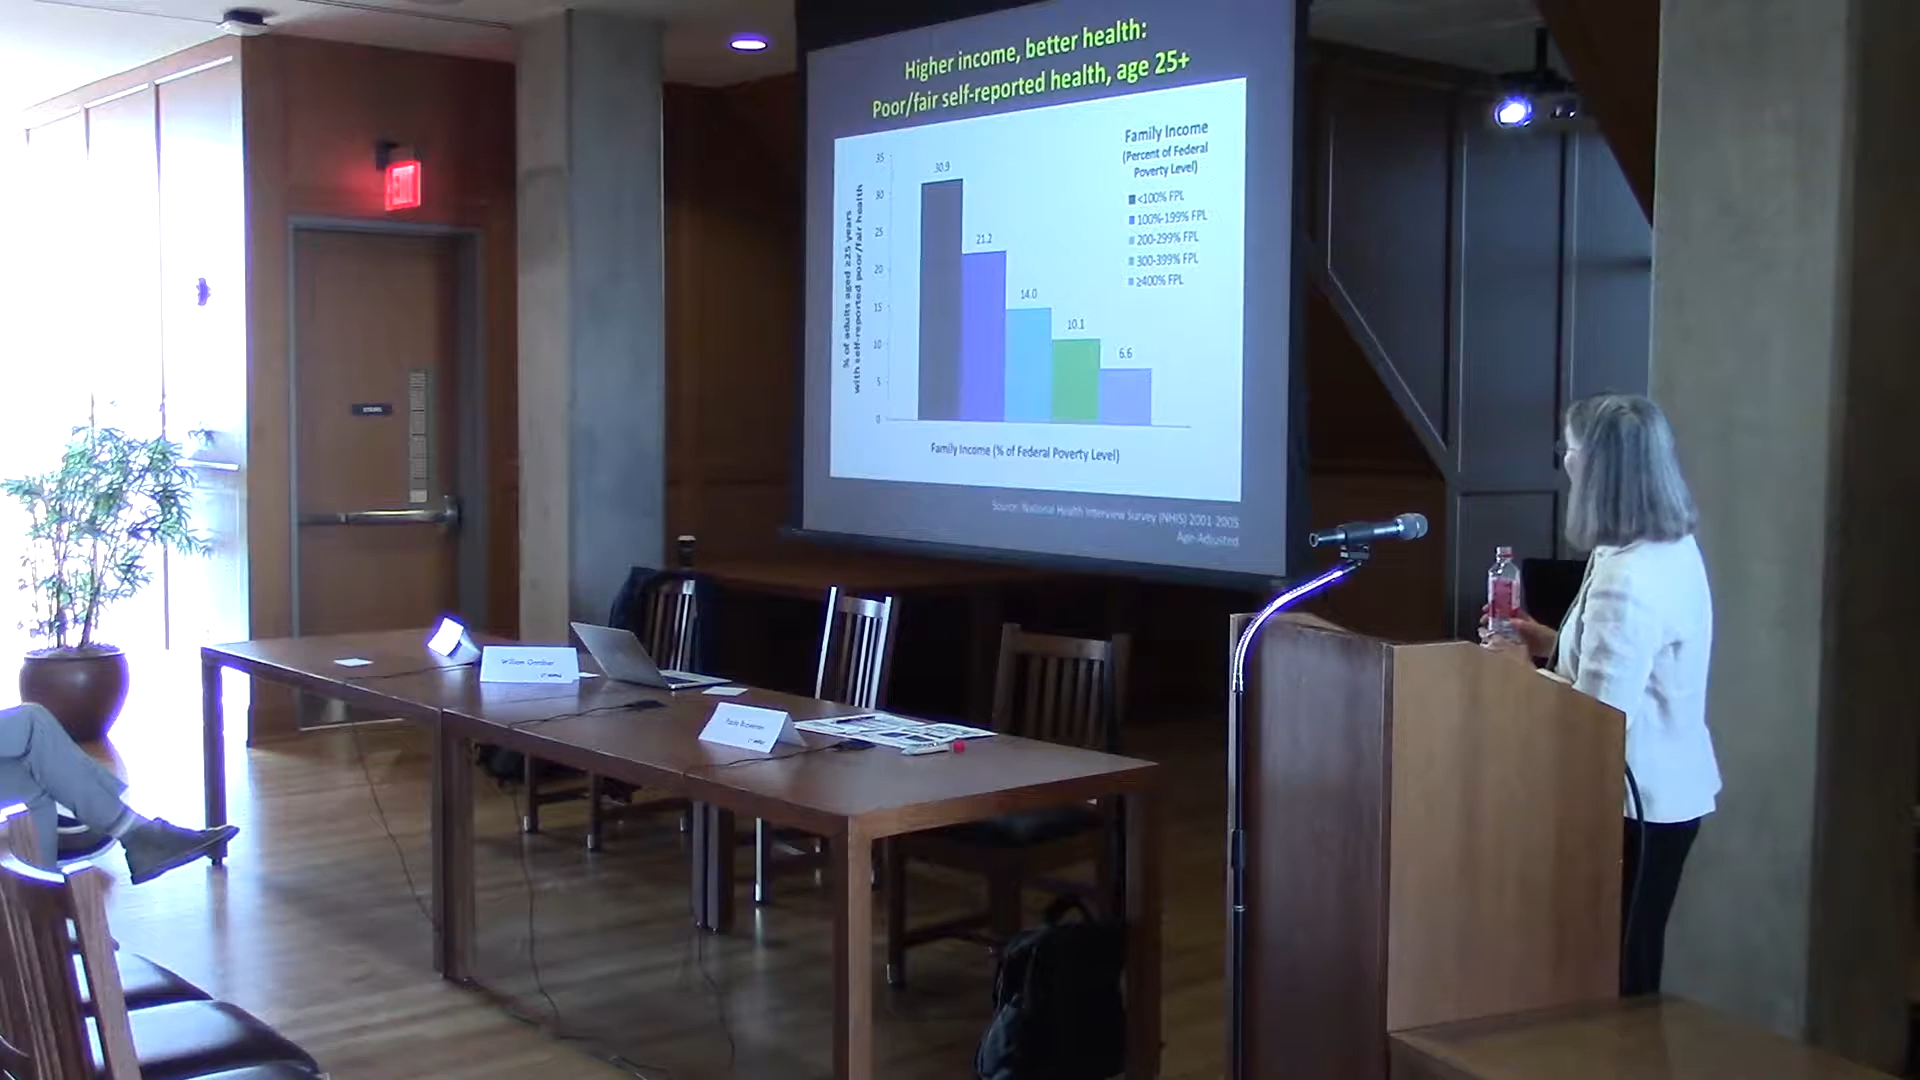 Higher income, better health:
Poor/fair self-reported health, age 25+
Family Income
(Percent of Federal
Poverty Level)
<100% FPL
100%-199% FPL
200-299% FPL
300-399% FPL
≥400% FPL
% of adults aged ≥25 years
with self-reported poor/fair health
35
30
25
20
15
10
5
0
30.9
21.2
14.0
10.1
6.6
Family Income (% of Federal Poverty Level)
Source: National Health Interview Survey (NHIS) 2001-2005
Age-Adjusted
EXIT
William Gardner